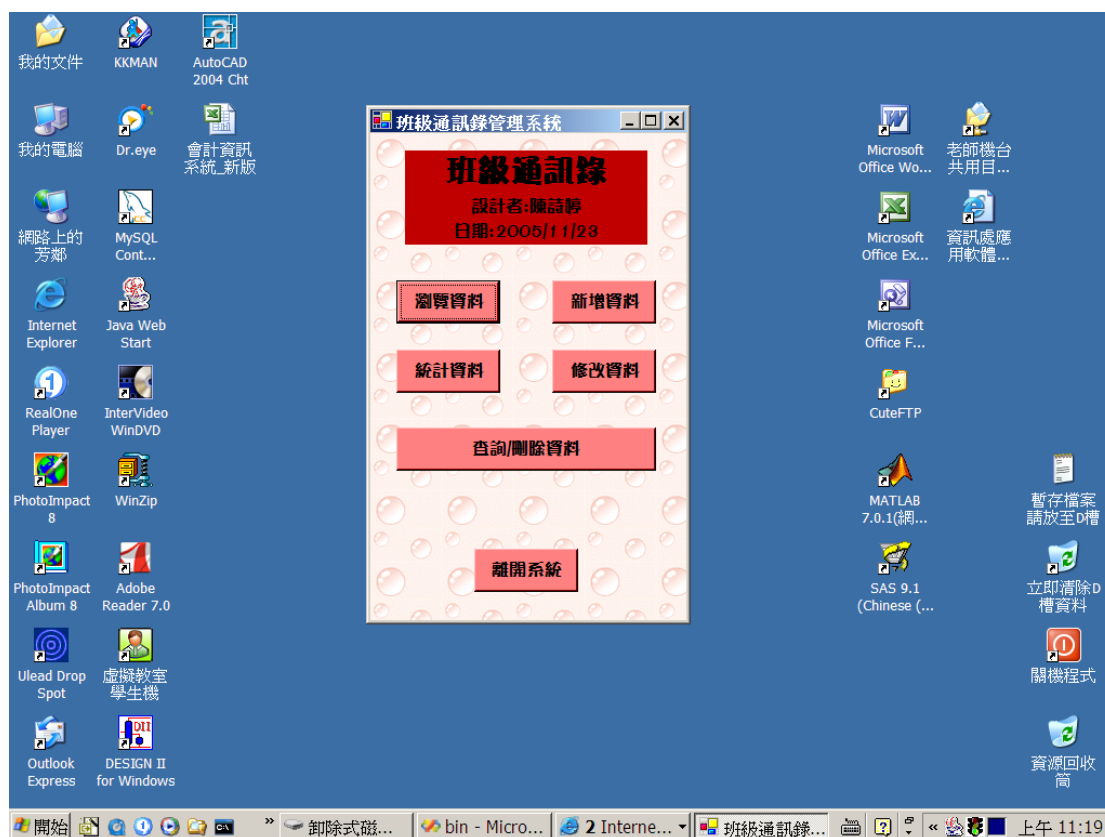 我的文件
KKMAN
AutoCAD
2004 Cht
我的電腦
Dr.eye
會計資訊
系統_新版
網路上的
芳鄰
MySQL
Cont...
Internet
Explorer
Java Web
Start
RealOne
Player
InterVideo
WinDVD
PhotoImpact
8
WinZip
PhotoImpact
Album 8
Adobe
Reader 7.0
Ulead Drop
Spot
虛擬教室
學生機
Outlook
Express
DESIGN II
for Windows
班級通訊錄管理系統
班級通訊錄
設計者:陳詩婷
日期:2005/11/23
瀏覽資料
新增資料
統計資料
修改資料
查詢/刪除資料
離開系統
Microsoft
Office Wo...
老師機台
共用目...
Microsoft
Office Ex...
資訊處應
用軟體...
Microsoft
Office F...
CuteFTP
MATLAB
7.0.1(網...
暫存檔案
請放至D槽
SAS 9.1
(Chinese (...
立即清除D
槽資料
關機程式
資源回收
筒
開始
卸除式磁...
bin - Micro...
2 Interne...
班級通訊錄...
上午 11:19